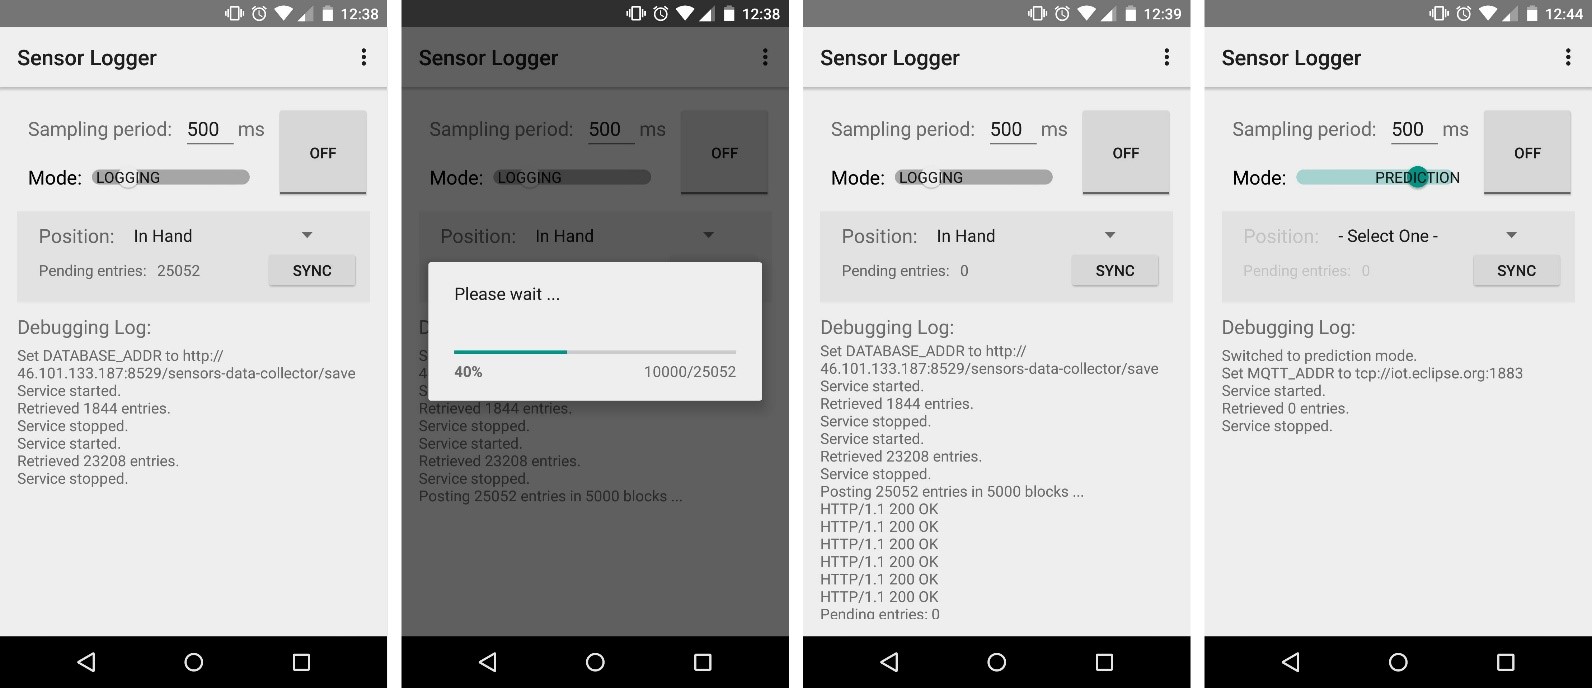 12:38
Sensor Logger
Sampling period: 500 ms
OFF
Mode: LOGGING
Position: In Hand
Pending entries: 25052
SYNC
Debugging Log:
Set DATABASE_ADDR to http://
46.101.133.187:8529/sensors-data-collector/save
Service started.
Retrieved 1844 entries.
Service stopped.
Service started.
Retrieved 23208 entries.
Service stopped.
12:38
Sensor Logger
Sampling period: 500 ms
OFF
Mode: LOGGING
Position: In Hand
Please wait ...
40% 10000/25052
D
S
4
S
Retrieved 1844 entries.
Service stopped.
Service started.
Retrieved 23208 entries.
Service stopped.
Posting 25052 entries in 5000 blocks ...
12:39
Sensor Logger
Sampling period: 500 ms
OFF
Mode: LOGGING
Position: In Hand
Pending entries: 0
SYNC
Debugging Log:
Set DATABASE_ADDR to http://
46.101.133.187:8529/sensors-data-collector/save
Service started.
Retrieved 1844 entries.
Service stopped.
Service started.
Retrieved 23208 entries.
Service stopped.
Posting 25052 entries in 5000 blocks ...
HTTP/1.1 200 OK
HTTP/1.1 200 OK
HTTP/1.1 200 OK
HTTP/1.1 200 OK
HTTP/1.1 200 OK
HTTP/1.1 200 OK
Pending entries: 0
12:44
Sensor Logger
Sampling period: 500 ms
OFF
Mode: PREDICTION
Position: - Select One -
Pending entries: 0
SYNC
Debugging Log:
Switched to prediction mode.
Set MQTT_ADDR to tcp://iot.eclipse.org:1883
Service started.
Retrieved 0 entries.
Service stopped.